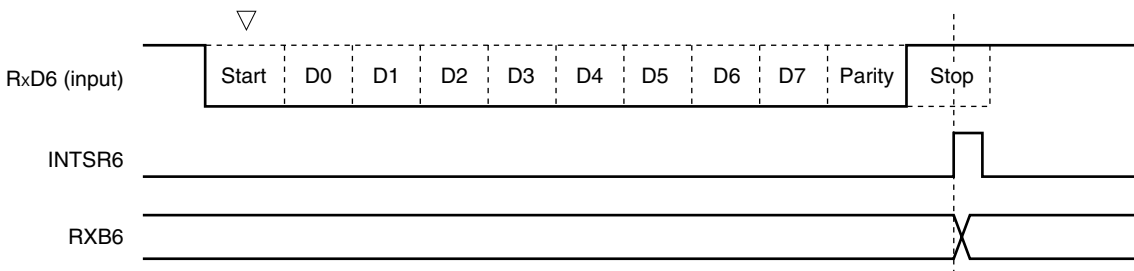 RxD6 (input) Start D0 D1 D2 D3 D4 D5 D6 D7 Parity Stop
INTSR6
RXB6